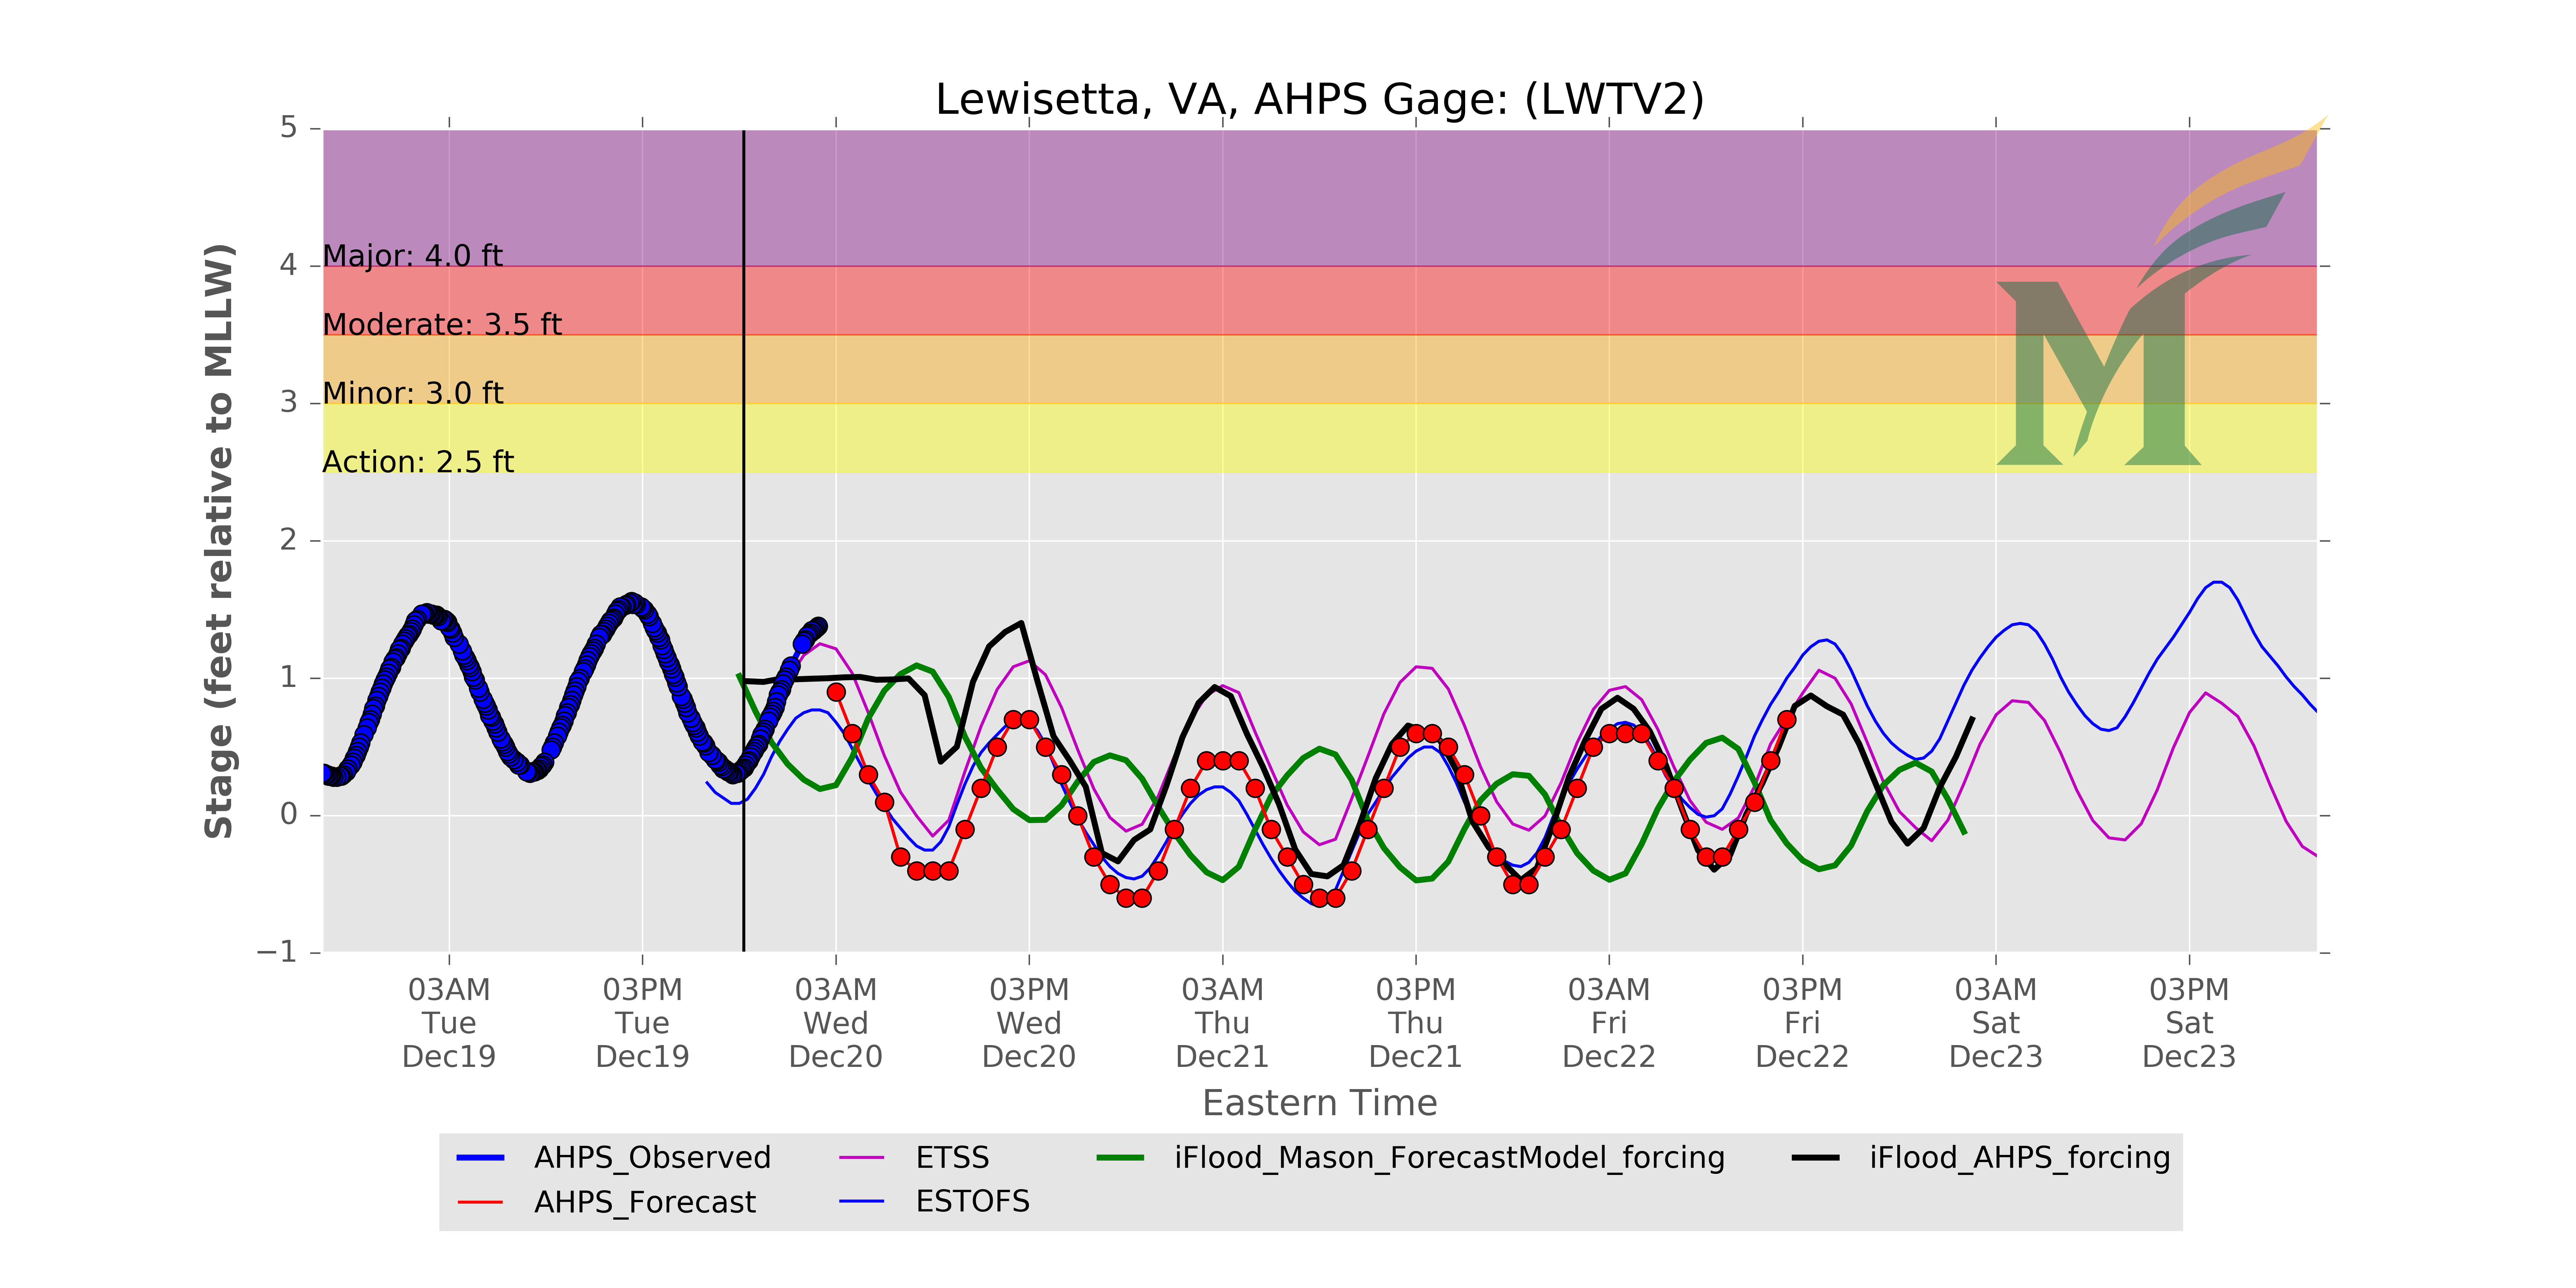 Lewisetta, VA, AHPS Gage: (LWTV2)
Stage (feet relative to MLLW)
5
4
3
2
1
0
−1
Major: 4.0 ft
Moderate: 3.5 ft
Minor: 3.0 ft
Action: 2.5 ft
M
03AM 03PM 03AM 03PM 03AM 03PM 03AM 03PM 03AM 03PM
Tue Tue Wed Wed Thu Thu Fri Fri Sat Sat
Dec19 Dec19 Dec20 Dec20 Dec21 Dec21 Dec22 Dec22 Dec23 Dec23
Eastern Time
AHPS_Observed ETSS iFlood_Mason_ForecastModel_forcing iFlood_AHPS_forcing
AHPS_Forecast ESTOFS